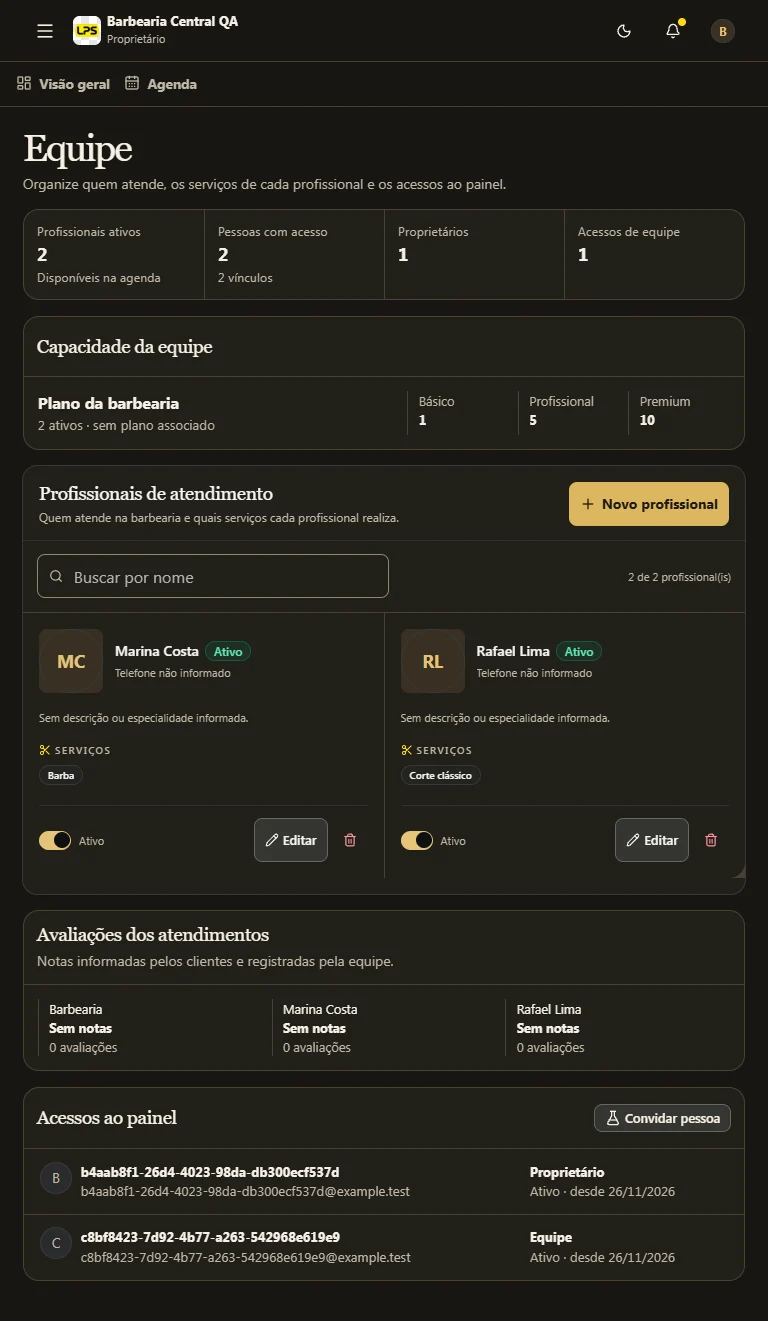 LPS
Barbearia Central QA
Proprietário
B
Visão geral
Agenda
Equipe
Organize quem atende, os serviços de cada profissional e os acessos ao painel.
Profissionais ativos
2
Disponíveis na agenda
Pessoas com acesso
2
2 vínculos
Proprietários
1
Acessos de equipe
1
Capacidade da equipe
Plano da barbearia
2 ativos · sem plano associado
Básico
1
Profissional
5
Premium
10
Profissionais de atendimento
Quem atende na barbearia e quais serviços cada profissional realiza.
+ Novo profissional
Buscar por nome
2 de 2 profissional(is)
MC
Marina Costa
Ativo
Telefone não informado
Sem descrição ou especialidade informada.
SERVIÇOS
Barba
Ativo
Editar
RL
Rafael Lima
Ativo
Telefone não informado
Sem descrição ou especialidade informada.
SERVIÇOS
Corte clássico
Ativo
Editar
Avaliações dos atendimentos
Notas informadas pelos clientes e registradas pela equipe.
Barbearia
Sem notas
0 avaliações
Marina Costa
Sem notas
0 avaliações
Rafael Lima
Sem notas
0 avaliações
Acessos ao painel
Convidar pessoa
B
b4aab8f1-26d4-4023-98da-db300ecf537d
b4aab8f1-26d4-4023-98da-db300ecf537d@example.test
Proprietário
Ativo · desde 26/11/2026
C
c8bf8423-7d92-4b77-a263-542968e619e9
c8bf8423-7d92-4b77-a263-542968e619e9@example.test
Equipe
Ativo · desde 26/11/2026